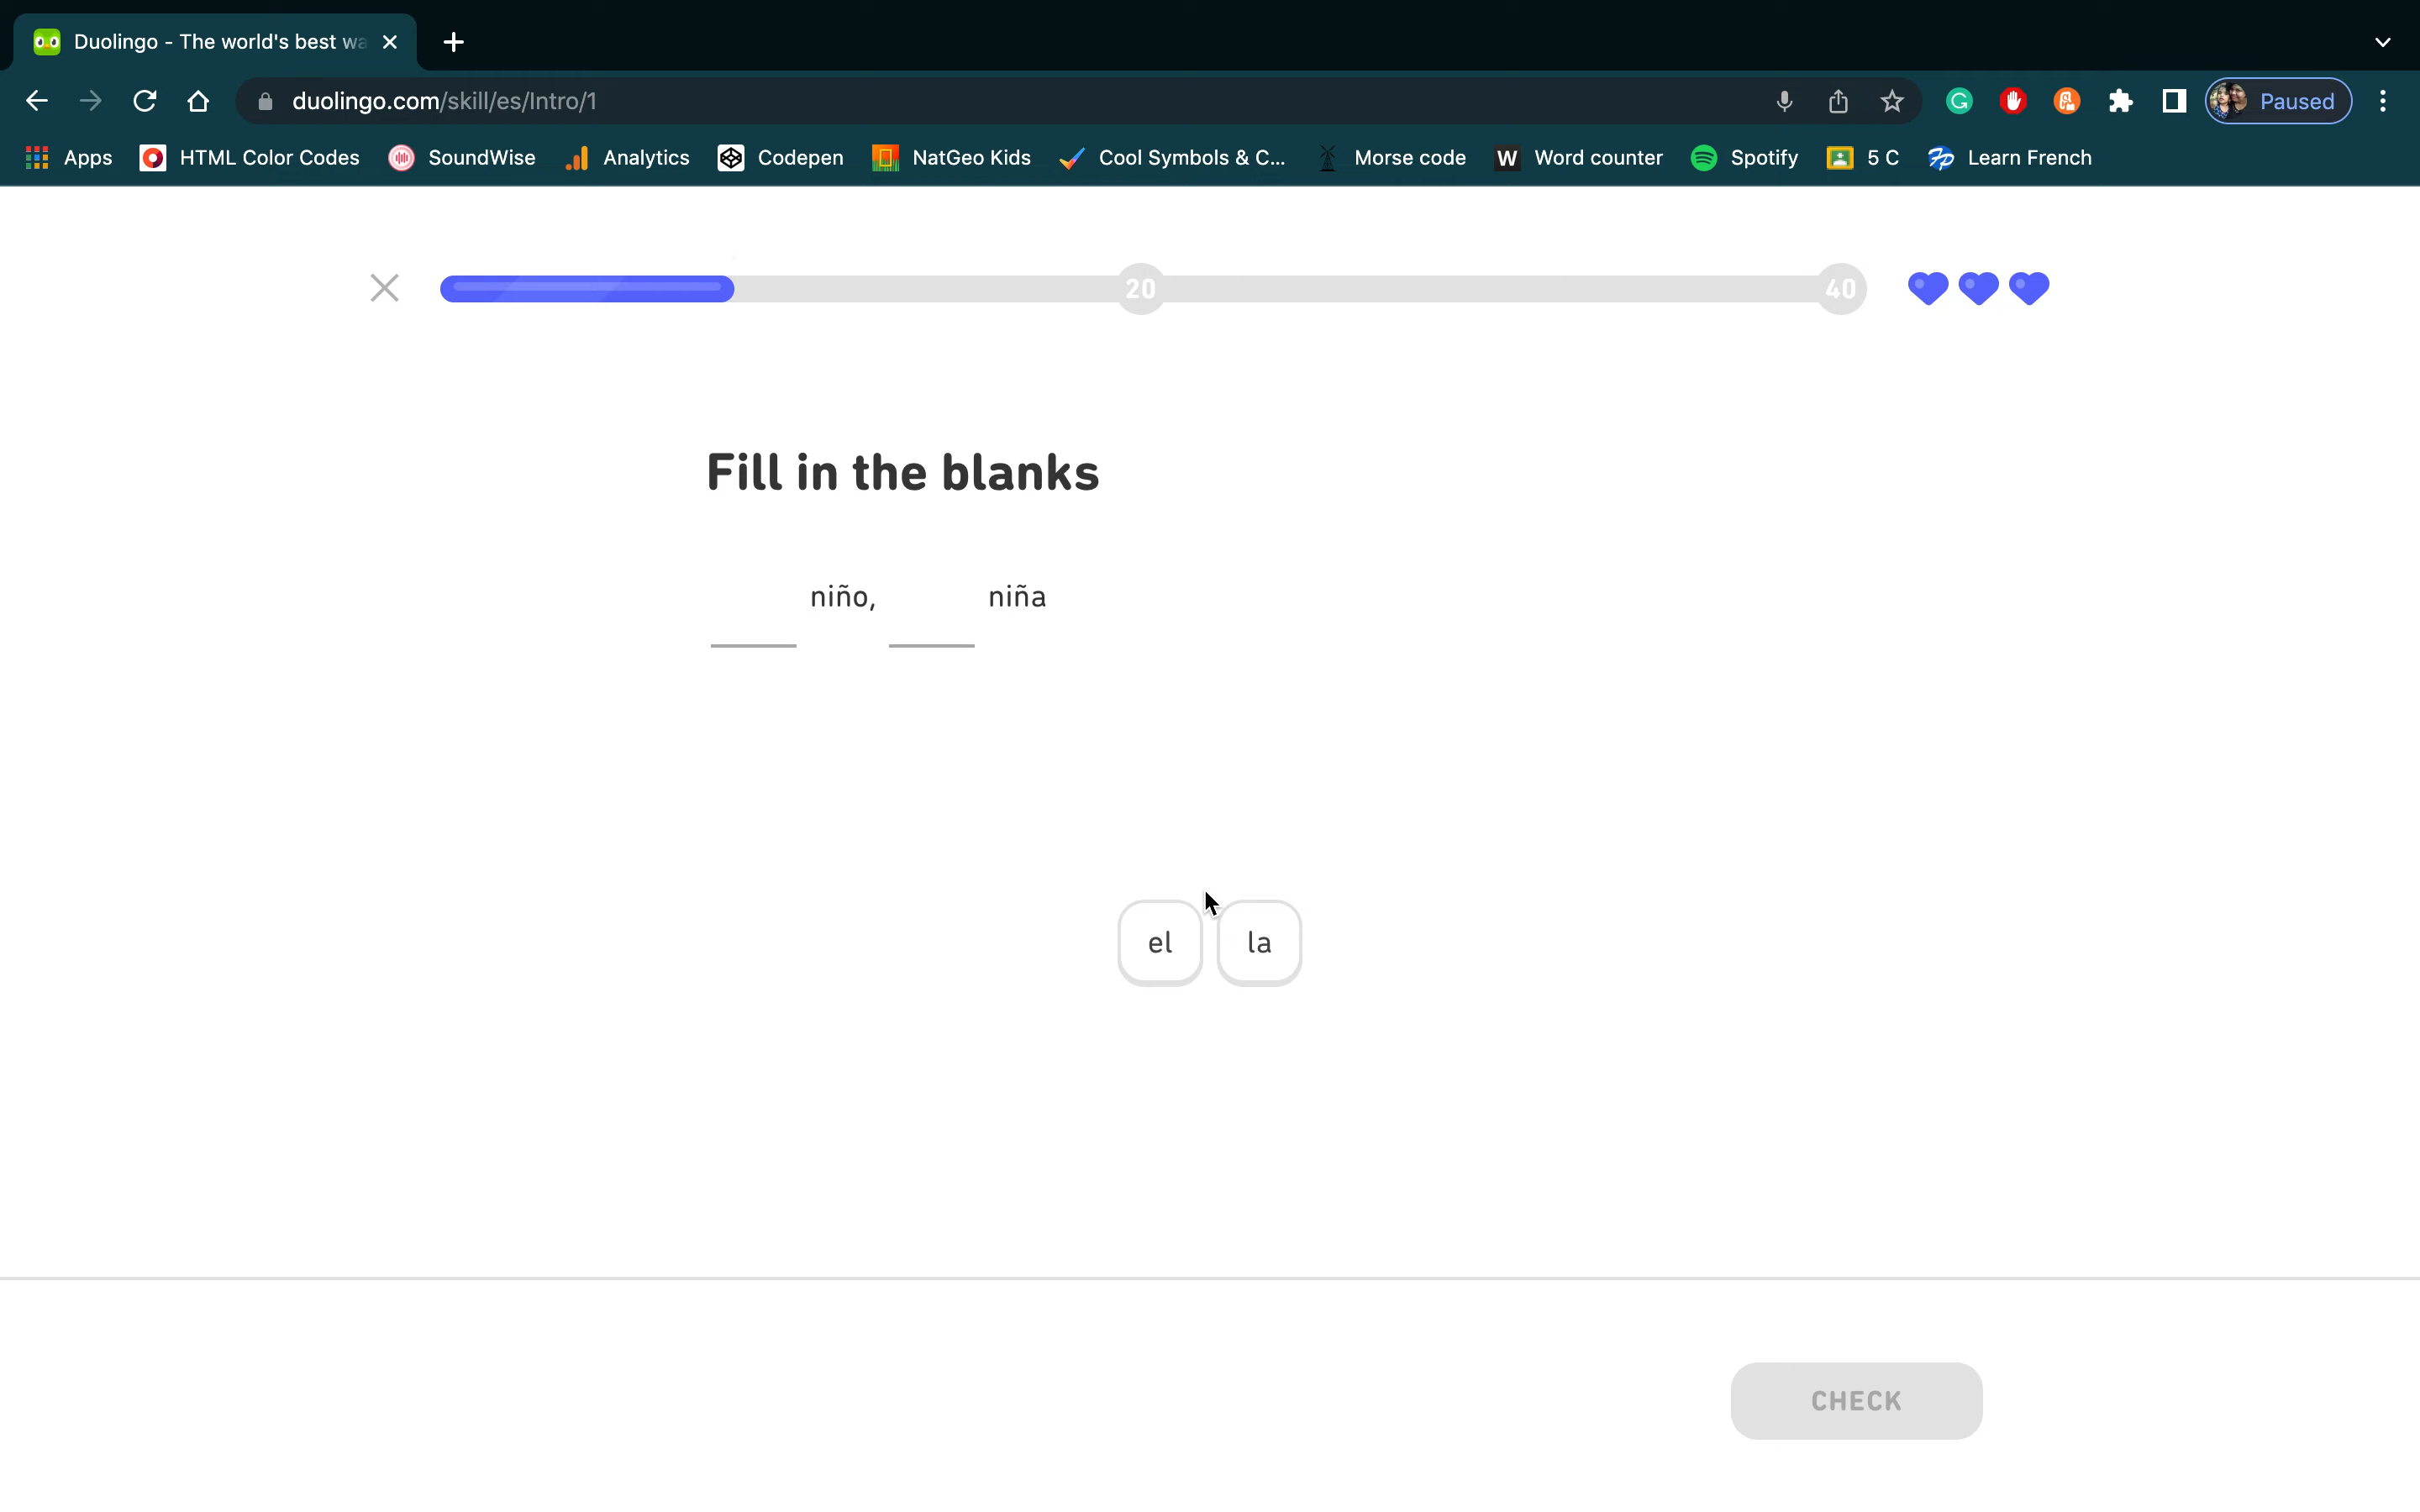 Duolingo - The world's best wa
duolingo.com/skill/es/Intro/1
Paused
Apps HTML Color Codes SoundWise Analytics Codepen NatGeo Kids Cool Symbols & C... Morse code W Word counter Spotify 5 C Learn French
20 40
Fill in the blanks
niño, niña
el la
CHECK